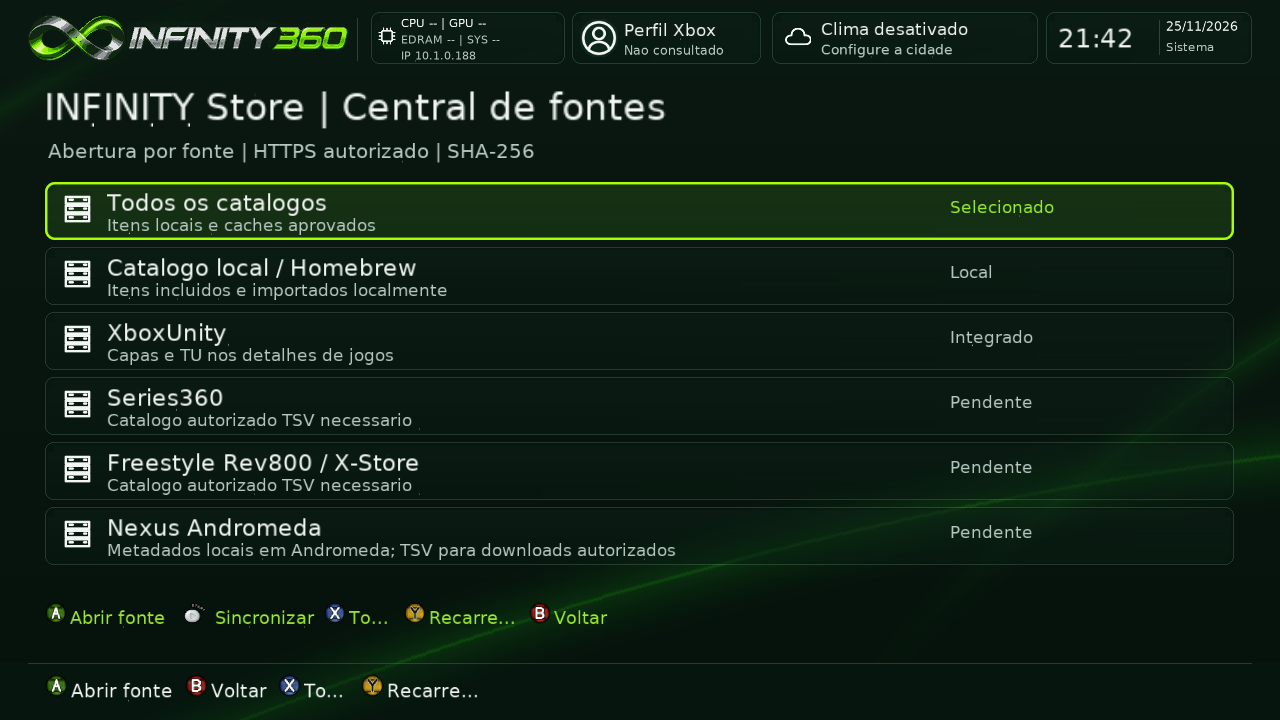 INFINITY 360
CPU -- | GPU --
EDRAM -- | SYS --
IP 10.1.0.188
Perfil Xbox
Nao consultado
Clima desativado
Configure a cidade
21:42
25/11/2026
Sistema
INFINITY Store | Central de fontes
Abertura por fonte | HTTPS autorizado | SHA-256
Todos os catalogos
Selecionado
Itens locais e caches aprovados
Catalogo local / Homebrew
Local
Itens incluidos e importados localmente
XboxUnity
Integrado
Capas e TU nos detalhes de jogos
Series360
Pendente
Catalogo autorizado TSV necessario
Freestyle Rev800 / X-Store
Pendente
Catalogo autorizado TSV necessario
Nexus Andromeda
Pendente
Metadados locais em Andromeda; TSV para downloads autorizados
A Abrir fonte Sincronizar X To... Y Recarre... B Voltar
A Abrir fonte B Voltar X To... Y Recarre...